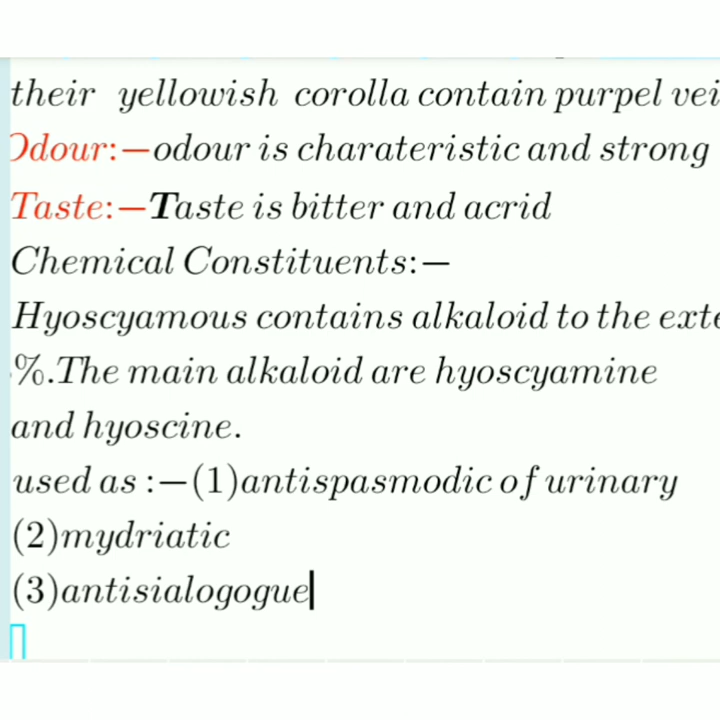 their yellowish corolla contain purpel vei
Odour:−odour is charateristic and strong
Taste:−Taste is bitter and acrid
Chemical Constituents:−
Hyoscyamous contains alkaloid to the exte
%.The main alkaloid are hyoscyamine
and hyoscine.
used as :−(1)antispasmodic of urinary
(2)mydriatic
(3)antisialogogue